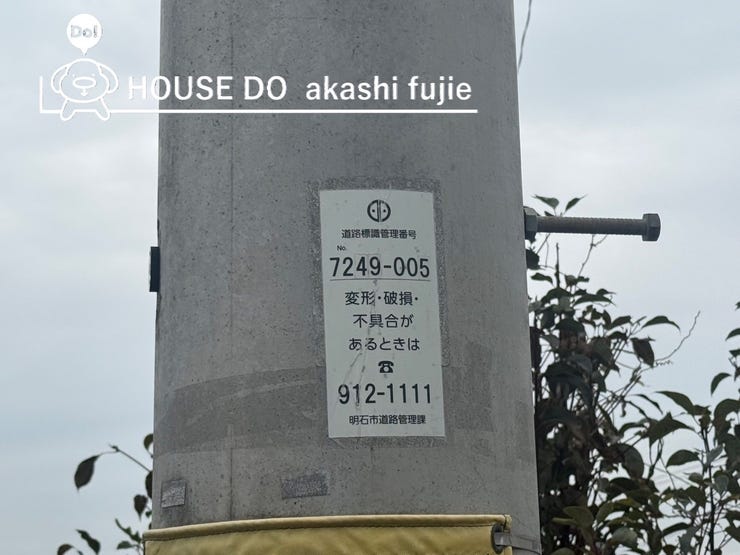 Do!
HOUSE DO akashi fujie
道路標識管理番号
No.
7249-005
変形・破損・
不具合が
あるときは
☎
912-1111
明石市道路管理課